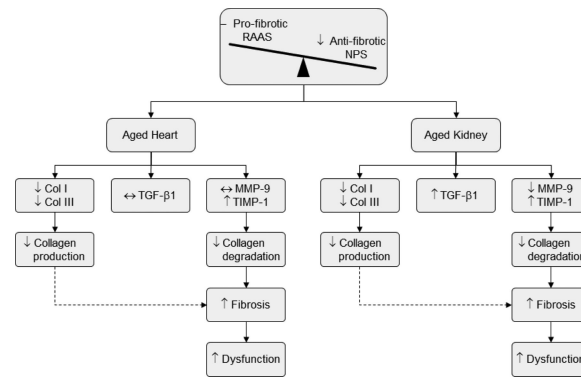 – Pro-fibrotic
RAAS
↓ Anti-fibrotic
NPS
Aged Heart
Aged Kidney
↓ Col I
↓ Col III
↔ TGF-β1
↔ MMP-9
↑ TIMP-1
↓ Col I
↓ Col III
↑ TGF-β1
↓ MMP-9
↑ TIMP-1
↓ Collagen
production
↓ Collagen
degradation
↓ Collagen
production
↓ Collagen
degradation
↑ Fibrosis
↑ Fibrosis
↑ Dysfunction
↑ Dysfunction